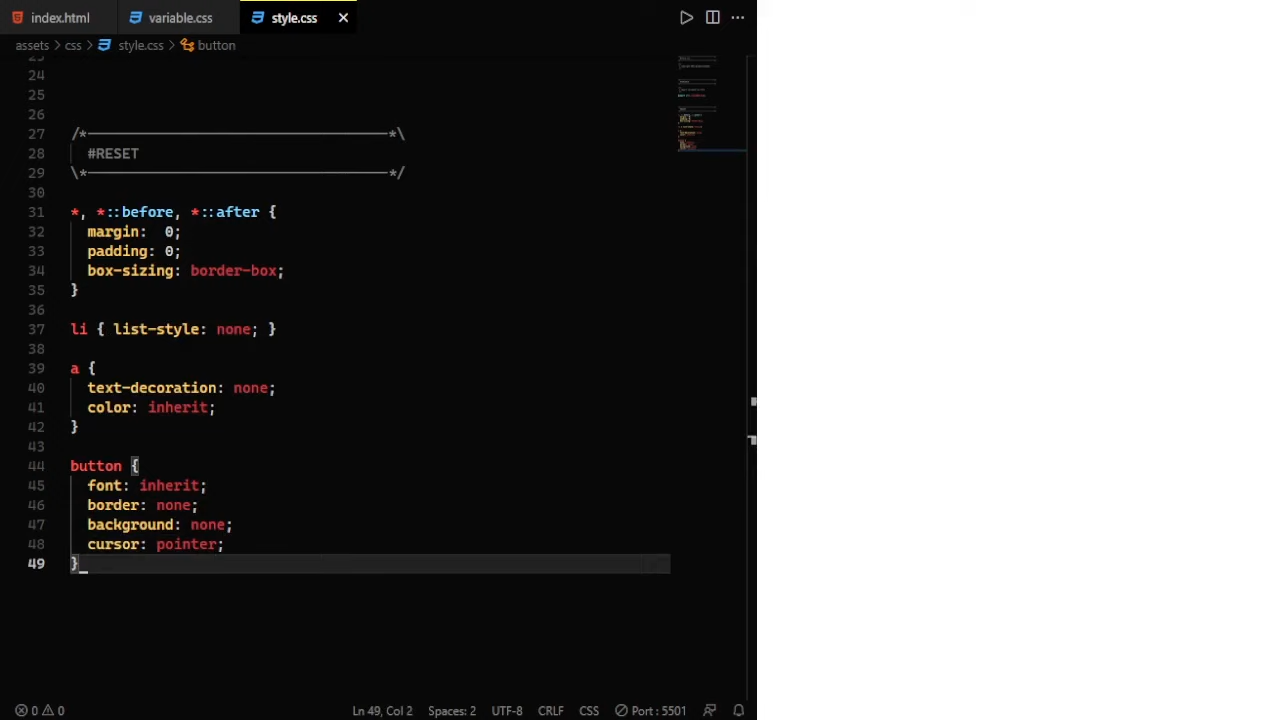 index.html variable.css style.css
assets > css > style.css > button
24
25
26
27 /*———————————————————————————————————*\
28 #RESET
29 \*———————————————————————————————————*/
30
31 *, *::before, *::after {
32 margin:  0;
33 padding: 0;
34 box-sizing: border-box;
35 }
36
37 li { list-style: none; }
38
39 a {
40 text-decoration: none;
41 color: inherit;
42 }
43
44 button {
45 font: inherit;
46 border: none;
47 background: none;
48 cursor: pointer;
49 }
0 0 Ln 49, Col 2 Spaces: 2 UTF-8 CRLF CSS Port : 5501